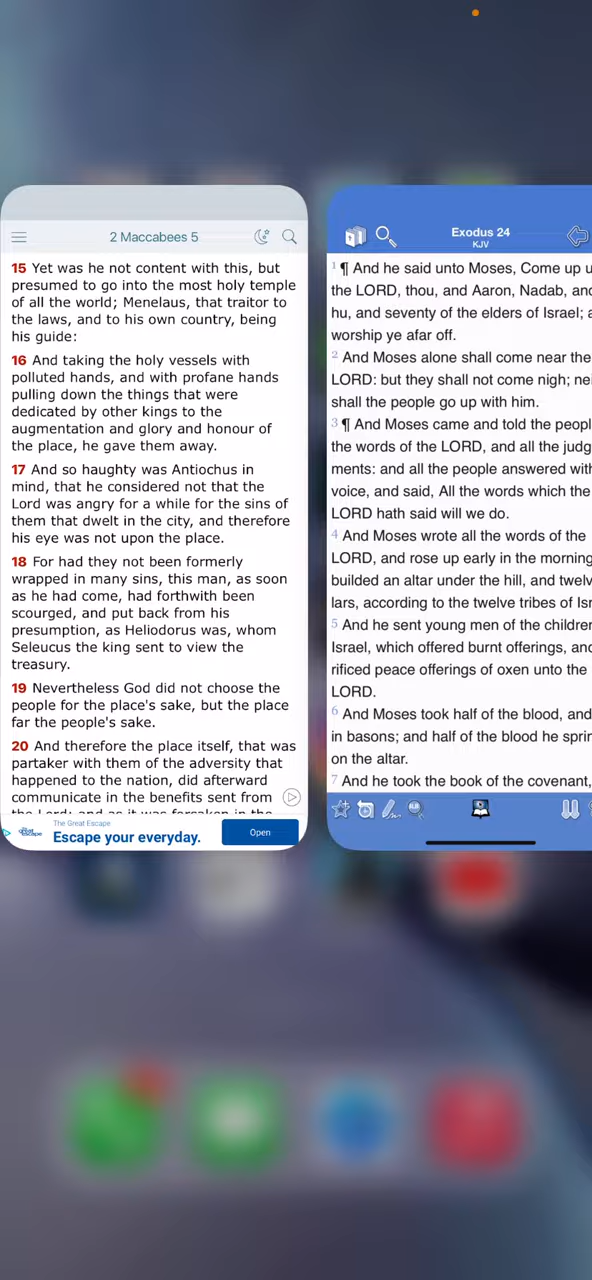 2 Maccabees 5
15 Yet was he not content with this, but
presumed to go into the most holy temple
of all the world; Menelaus, that traitor to
the laws, and to his own country, being
his guide:
16 And taking the holy vessels with
polluted hands, and with profane hands
pulling down the things that were
dedicated by other kings to the
augmentation and glory and honour of
the place, he gave them away.
17 And so haughty was Antiochus in
mind, that he considered not that the
Lord was angry for a while for the sins of
them that dwelt in the city, and therefore
his eye was not upon the place.
18 For had they not been formerly
wrapped in many sins, this man, as soon
as he had come, had forthwith been
scourged, and put back from his
presumption, as Heliodorus was, whom
Seleucus the king sent to view the
treasury.
19 Nevertheless God did not choose the
people for the place's sake, but the place
far the people's sake.
20 And therefore the place itself, that was
partaker with them of the adversity that
happened to the nation, did afterward
communicate in the benefits sent from
the Lord: and as it was forsaken in the
The Great Escape
Escape your everyday.
Open
Exodus 24
KJV
1 ¶ And he said unto Moses, Come up u
the LORD, thou, and Aaron, Nadab, and
hu, and seventy of the elders of Israel; a
worship ye afar off.
2 And Moses alone shall come near the
LORD: but they shall not come nigh; nei
shall the people go up with him.
3 ¶ And Moses came and told the peopl
the words of the LORD, and all the judg
ments: and all the people answered with
voice, and said, All the words which the
LORD hath said will we do.
4 And Moses wrote all the words of the
LORD, and rose up early in the morning
builded an altar under the hill, and twelv
lars, according to the twelve tribes of Isr
5 And he sent young men of the children
Israel, which offered burnt offerings, and
rificed peace offerings of oxen unto the
LORD.
6 And Moses took half of the blood, and
in basons; and half of the blood he sprin
on the altar.
7 And he took the book of the covenant,